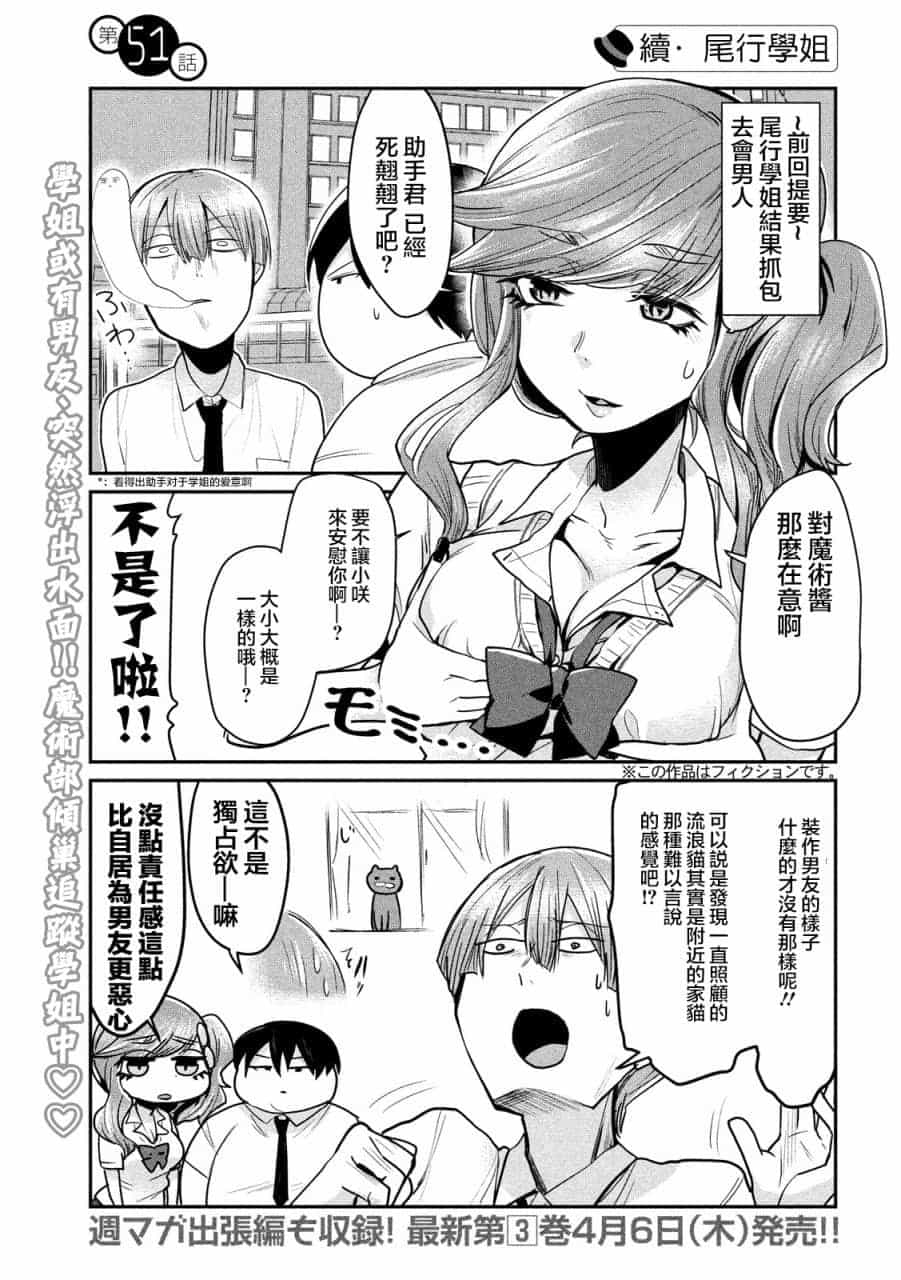 第51話
續・尾行學姐
~前回提要~
尾行學姐結果抓包
去會男人
助手君 已經
死翹翹了吧?
ふわ…
*：看得出助手对于学姐的爱意啊
對魔術醬
那麼在意啊
要不讓小咲
來安慰你啊—?
大小大概是
一樣的哦—?
不是了啦!!
モミ……
※この作品はフィクションです。
裝作男友的樣子
什麼的才沒有那樣呢!!
可以說是發現一直照顧的
流浪貓其實是附近的家貓
那種難以言說
的感覺吧!?
這不是
獨占欲—嘛
沒點責任感這點
比自居為男友更惡心
學姐或有男友、突然浮出水面!!魔術部傾巢追蹤學姐中♡♡
週マガ出張編も収録! 最新第3巻4月6日(木)発売!!